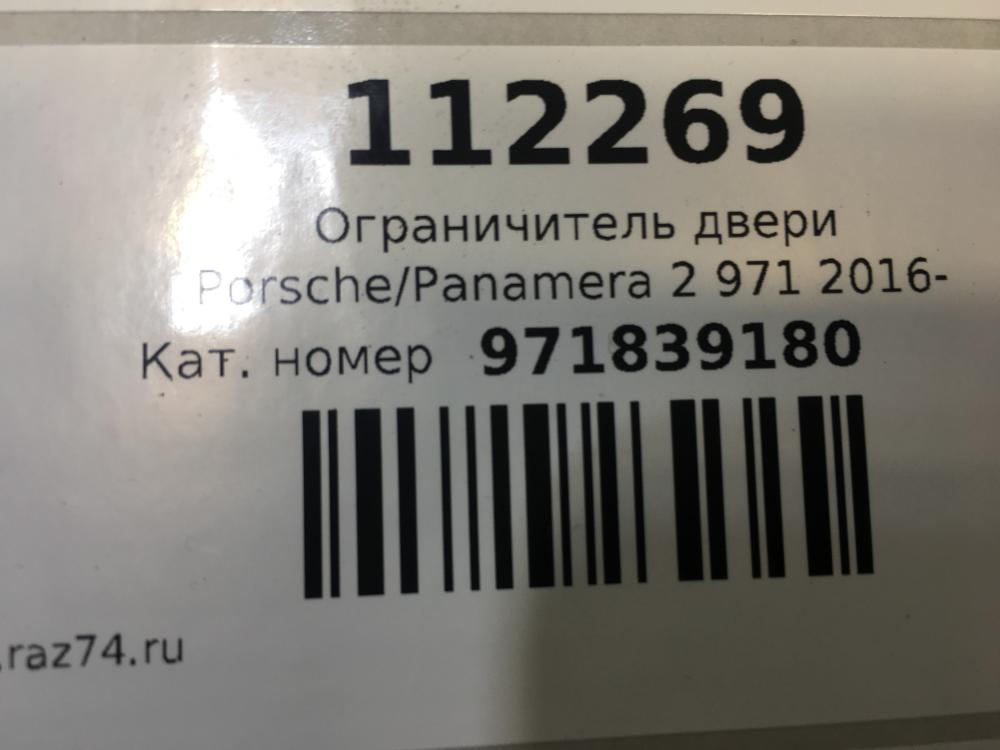 112269
Ограничитель двери
Porsche/Panamera 2 971 2016-
Кат. номер 971839180
.raz74.ru